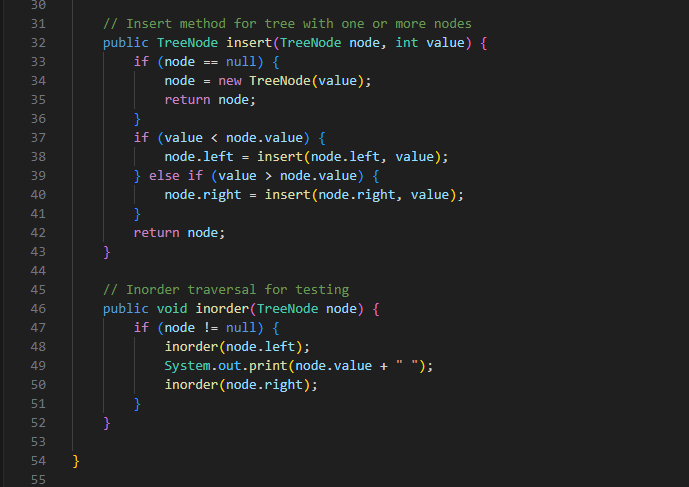 30
31 // Insert method for tree with one or more nodes
32 public TreeNode insert(TreeNode node, int value) {
33 if (node == null) {
34 node = new TreeNode(value);
35 return node;
36 }
37 if (value < node.value) {
38 node.left = insert(node.left, value);
39 } else if (value > node.value) {
40 node.right = insert(node.right, value);
41 }
42 return node;
43 }
44
45 // Inorder traversal for testing
46 public void inorder(TreeNode node) {
47 if (node != null) {
48 inorder(node.left);
49 System.out.print(node.value + " ");
50 inorder(node.right);
51 }
52 }
53
54 }
55